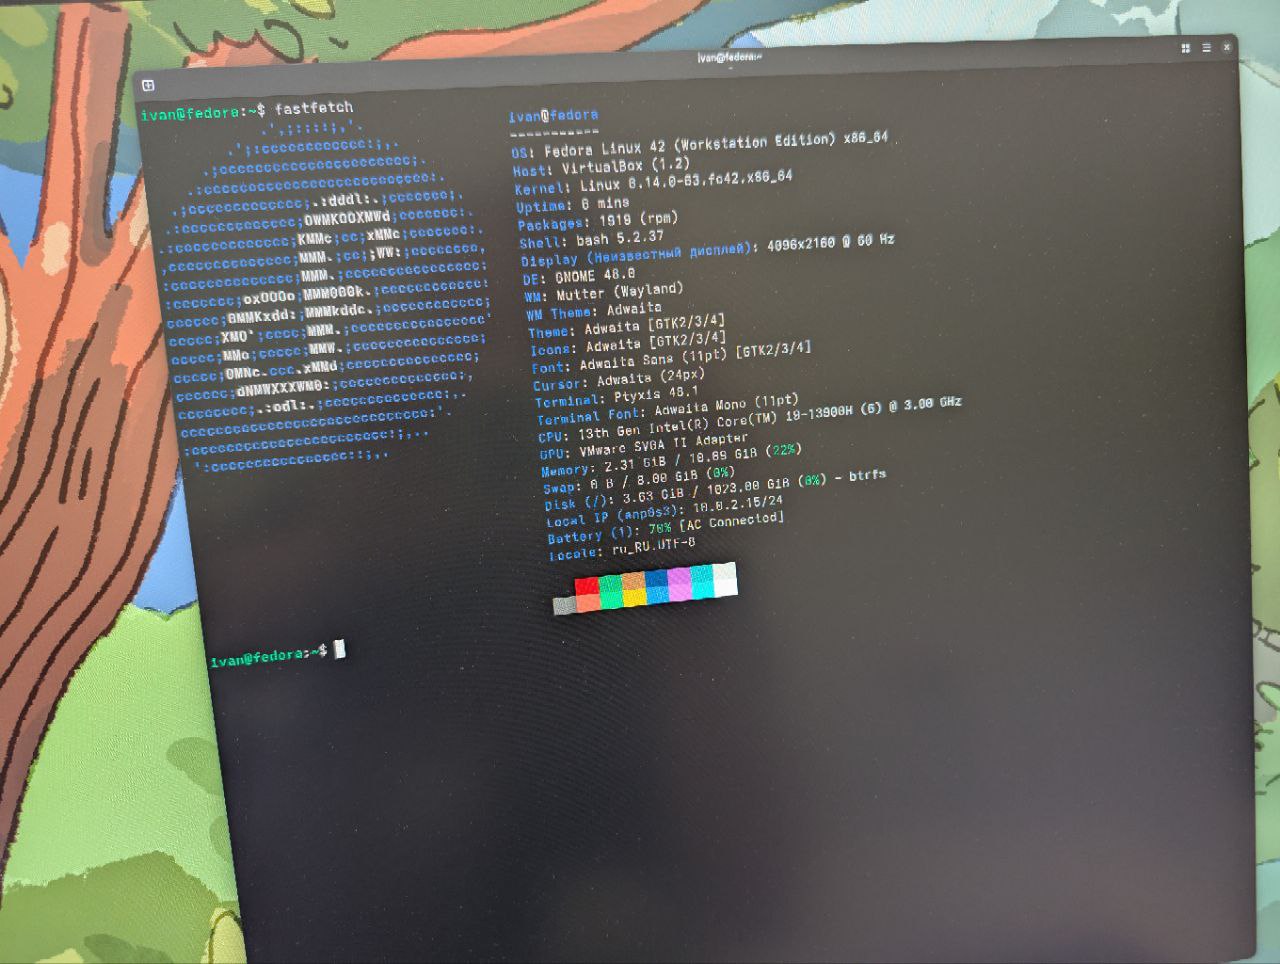 ivan@fedora:~
ivan@fedora:~$ fastfetch
ivan@fedora
-----------
OS: Fedora Linux 42 (Workstation Edition) x86_64
Host: VirtualBox (1.2)
Kernel: Linux 6.14.0-63.fc42.x86_64
Uptime: 6 mins
Packages: 1919 (rpm)
Shell: bash 5.2.37
Display (Неизвестный дисплей): 4096x2160 @ 60 Hz
DE: GNOME 48.0
WM: Mutter (Wayland)
WM Theme: Adwaita
Theme: Adwaita [GTK2/3/4]
Icons: Adwaita [GTK2/3/4]
Font: Adwaita Sans (11pt) [GTK2/3/4]
Cursor: Adwaita (24px)
Terminal: Ptyxis 48.1
Terminal Font: Adwaita Mono (11pt)
CPU: 13th Gen Intel(R) Core(TM) i9-13900H (6) @ 3.00 GHz
GPU: VMware SVGA II Adapter
Memory: 2.31 GiB / (22%)
Swap: 0 B / 8.00 GiB (0%)
Disk (/): 3.63 GiB / 1023.00 GiB (0%) - btrfs
Local IP (enp0s3): 10.0.2.15/24
Battery (1): [AC Connected]
Locale: ru_RU.UTF-8
ivan@fedora:~$